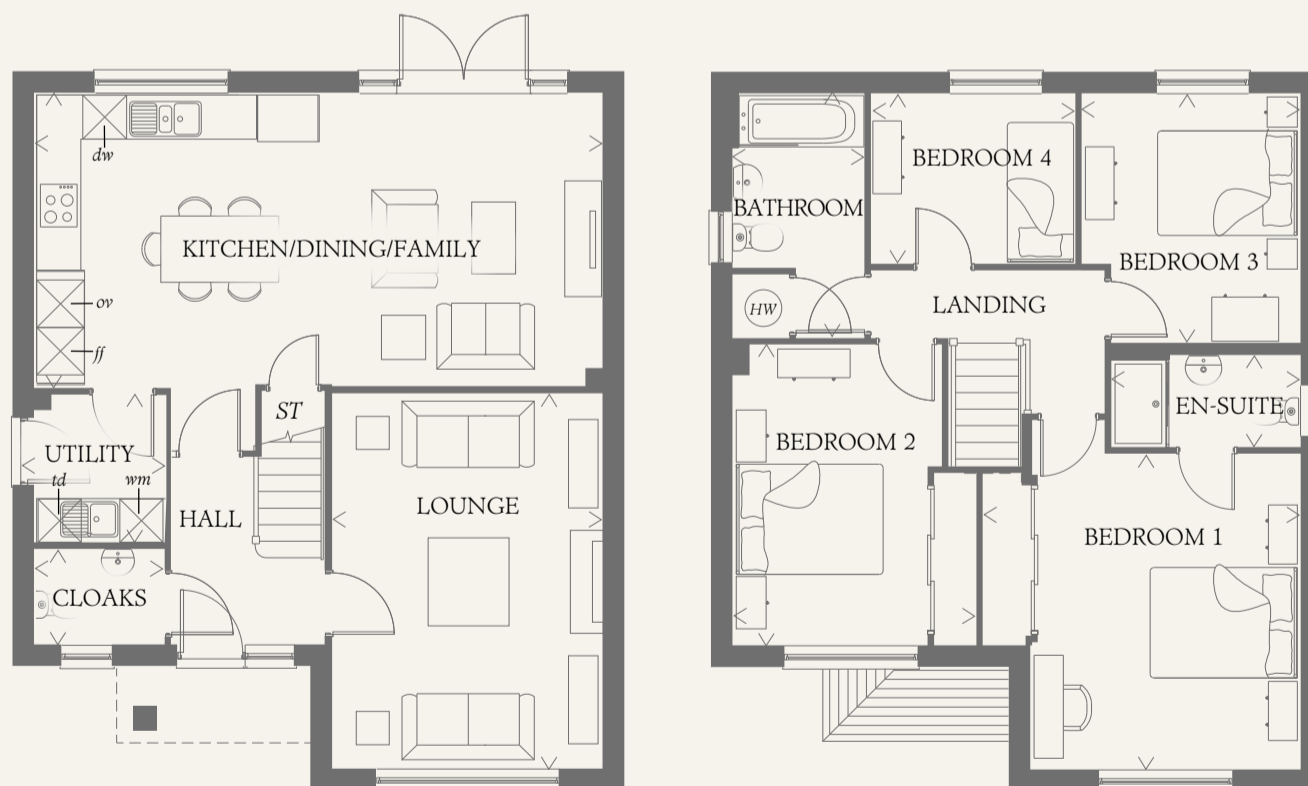 dw
KITCHEN/DINING/FAMILY
ov
ff
ST
UTILITY
td
wm
HALL
LOUNGE
CLOAKS
BEDROOM 4
BATHROOM
BEDROOM 3
HW
LANDING
EN-SUITE
BEDROOM 2
BEDROOM 1